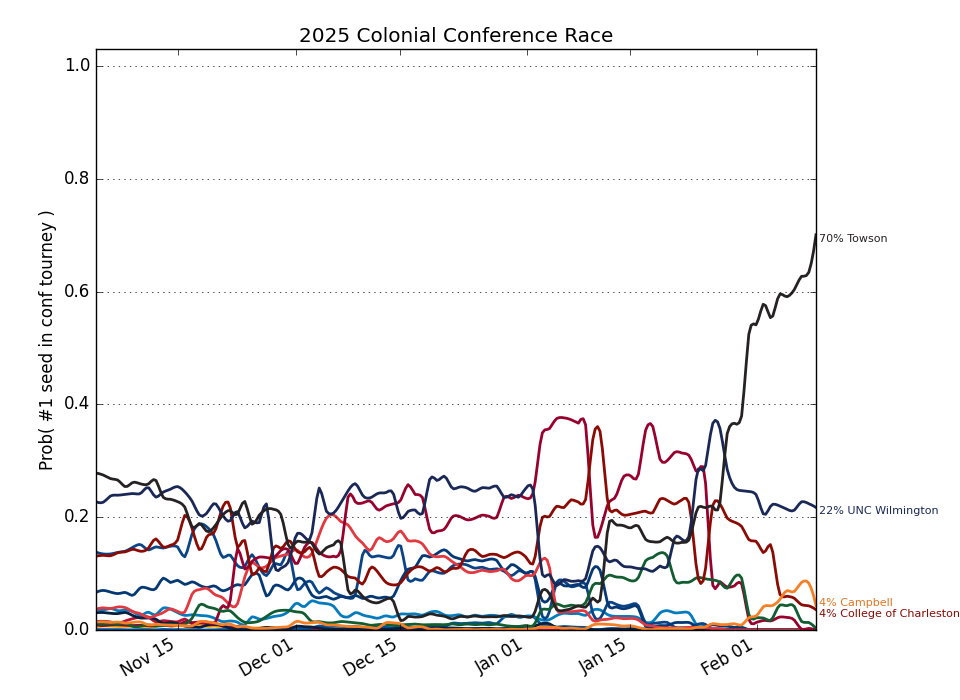 2025 Colonial Conference Race
Prob( #1 seed in conf tourney )
1.0
0.8
0.6
0.4
0.2
0.0
70% Towson
22% UNC Wilmington
4% Campbell
4% College of Charleston
Nov 15
Dec 01
Dec 15
Jan 01
Jan 15
Feb 01